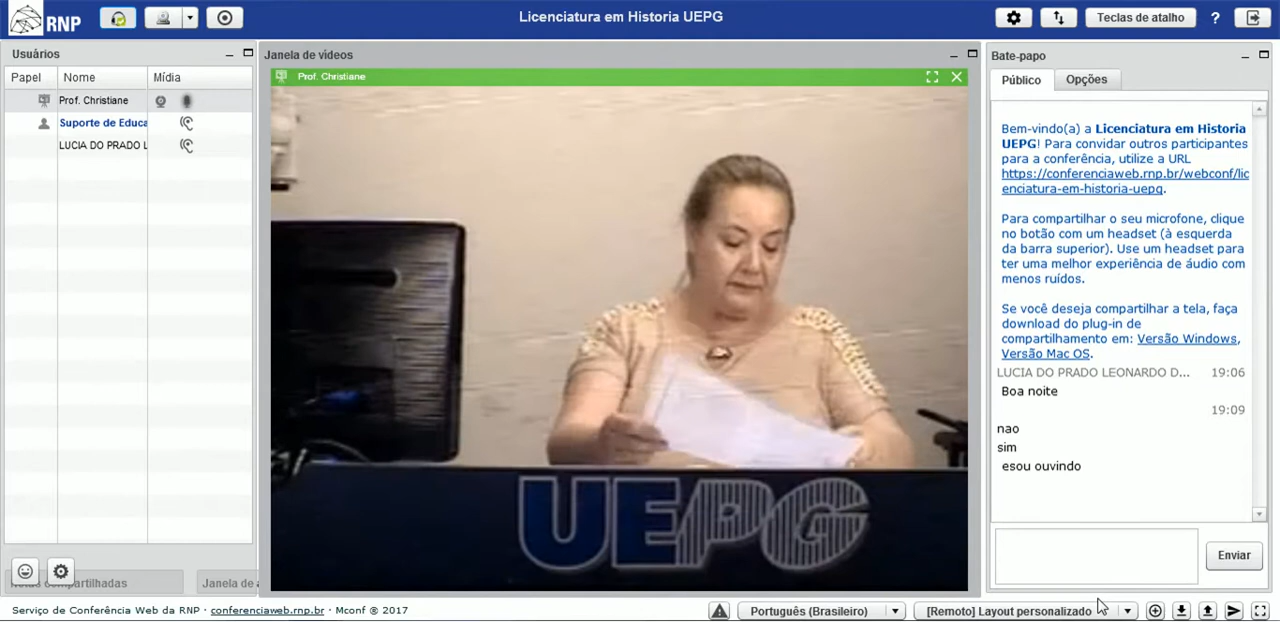 RNP
Licenciatura em Historia UEPG
Teclas de atalho
?
Usuários
Papel
Nome
Mídia
Prof. Christiane
Suporte de Educa
LUCIA DO PRADO L
Notas compartilhadas
Janela de a
Janela de vídeos
Prof. Christiane
UEPG
Bate-papo
Público
Opções
Bem-vindo(a) a Licenciatura em Historia
UEPG! Para convidar outros participantes
para a conferência, utilize a URL
https://conferenciaweb.rnp.br/webconf/lic
enciatura-em-historia-uepg.
Para compartilhar o seu microfone, clique
no botão com um headset (à esquerda
da barra superior). Use um headset para
ter uma melhor experiência de áudio com
menos ruídos.
Se você deseja compartilhar a tela, faça
download do plug-in de
compartilhamento em: Versão Windows,
Versão Mac OS.
LUCIA DO PRADO LEONARDO D... 19:06
Boa noite
19:09
nao
sim
esou ouvindo
Enviar
Serviço de Conferência Web da RNP · conferenciaweb.rnp.br · Mconf ® 2017
Português (Brasileiro)
[Remoto] Layout personalizado